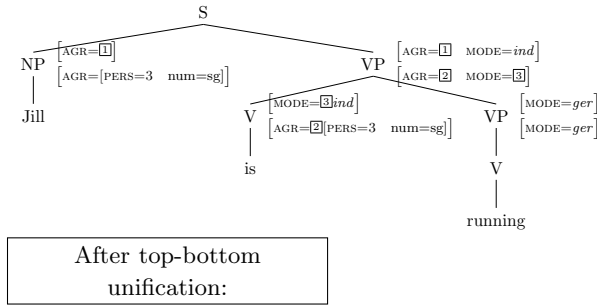 S
NP [AGR=1] VP [AGR=1 MODE=ind]
[AGR=[PERS=3 num=sg]] [AGR=2 MODE=3]
Jill V [MODE=3ind] VP [MODE=ger]
[AGR=2[PERS=3 num=sg]] [MODE=ger]
is V
running
After top-bottom
unification: